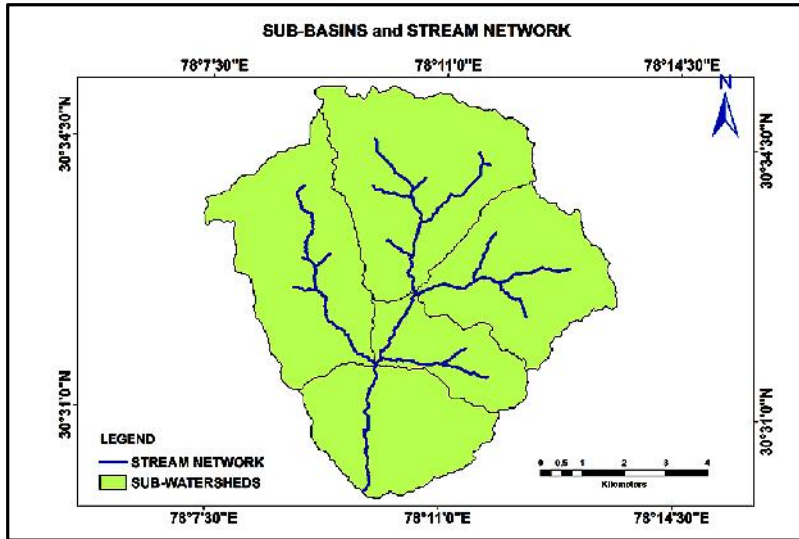 SUB-BASINS and STREAM NETWORK
78°7'30"E 78°11'0"E 78°14'30"E
N
30°34'30"N 30°34'30"N
30°31'0"N 30°31'0"N
LEGEND
STREAM NETWORK
SUB-WATERSHEDS
0 0.5 1 2 3 4
Kilometers
78°7'30"E 78°11'0"E 78°14'30"E